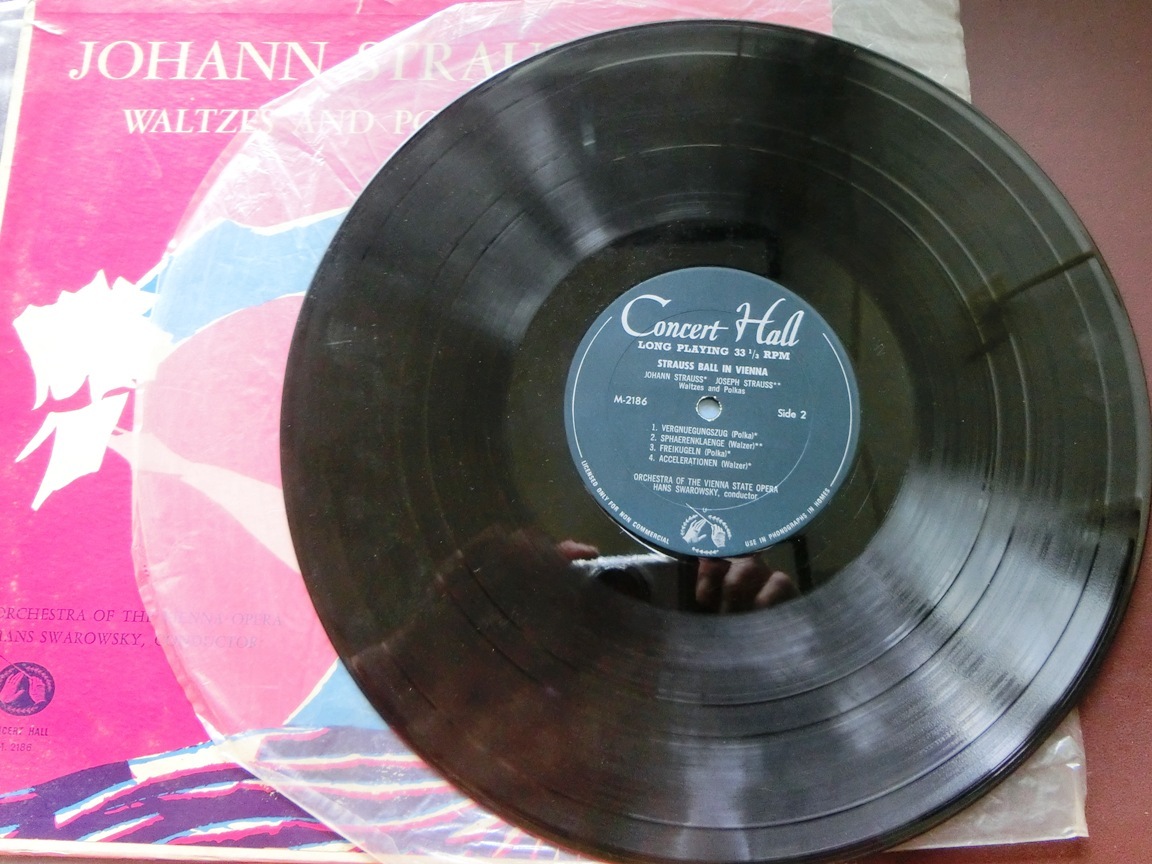 JOHANN STRAU
WALTZES AND PO
ORCHESTRA OF THE VIENNA OPERA
HANS SWAROWSKY, CONDUCTOR
CERT HALL
2186
Concert Hall
LONG PLAYING 33 1/3 RPM
STRAUSS BALL IN VIENNA
JOHANN STRAUSS* JOSEPH STRAUSS**
Waltzes and Polkas
M-2186
Side 2
1. VERGNUEGUNGSZUG (Polka)*
2. SPHAERENKLAENGE (Walzer)**
3. FREIKUGELN (Polka)*
4. ACCELERATIONEN (Walzer)*
ORCHESTRA OF THE VIENNA STATE OPERA
HANS SWAROWSKY, conductor
LICENSED ONLY FOR NON COMMERCIAL USE IN PHONOGRAPHS IN HOMES